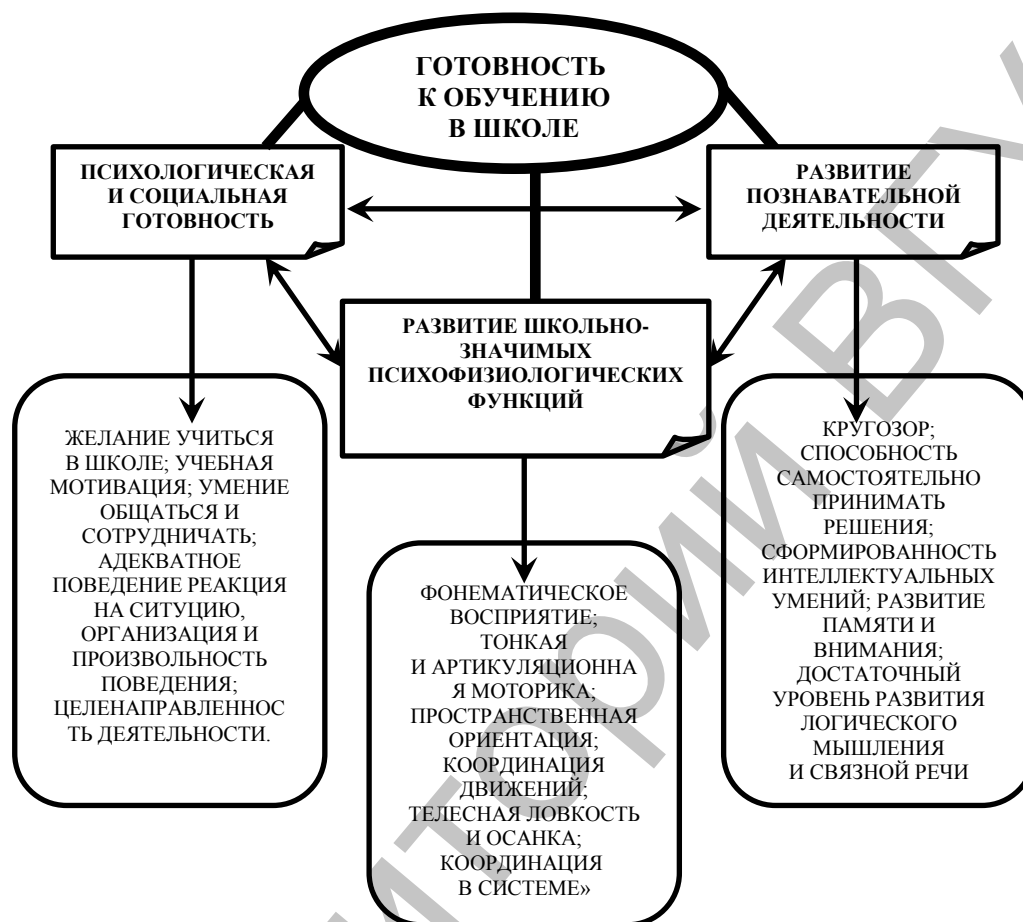 ГОТОВНОСТЬ
К ОБУЧЕНИЮ
В ШКОЛЕ
ПСИХОЛОГИЧЕСКАЯ
И СОЦИАЛЬНАЯ
ГОТОВНОСТЬ
РАЗВИТИЕ
ПОЗНАВАТЕЛЬНОЙ
ДЕЯТЕЛЬНОСТИ
РАЗВИТИЕ ШКОЛЬНО-
ЗНАЧИМЫХ
ПСИХОФИЗИОЛОГИЧЕСКИХ
ФУНКЦИЙ
ЖЕЛАНИЕ УЧИТЬСЯ
В ШКОЛЕ; УЧЕБНАЯ
МОТИВАЦИЯ; УМЕНИЕ
ОБЩАТЬСЯ И
СОТРУДНИЧАТЬ;
АДЕКВАТНОЕ
ПОВЕДЕНИЕ РЕАКЦИЯ
НА СИТУЦИЮ,
ОРГАНИЗАЦИЯ И
ПРОИЗВОЛЬНОСТЬ
ПОВЕДЕНИЯ;
ЦЕЛЕНАПРАВЛЕННОС
ТЬ ДЕЯТЕЛЬНОСТИ.
ФОНЕМАТИЧЕСКОЕ
ВОСПРИЯТИЕ;
ТОНКАЯ
И АРТИКУЛЯЦИОННА
Я МОТОРИКА;
ПРОСТРАНСТВЕННАЯ
ОРИЕНТАЦИЯ;
КООРДИНАЦИЯ
ДВИЖЕНИЙ;
ТЕЛЕСНАЯ ЛОВКОСТЬ
И ОСАНКА;
КООРДИНАЦИЯ
В СИСТЕМЕ»
КРУГОЗОР;
СПОСОБНОСТЬ
САМОСТОЯТЕЛЬНО
ПРИНИМАТЬ
РЕШЕНИЯ;
СФОРМИРОВАННОСТЬ
ИНТЕЛЛЕКТУАЛЬНЫХ
УМЕНИЙ; РАЗВИТИЕ
ПАМЯТИ И
ВНИМАНИЯ;
ДОСТАТОЧНЫЙ
УРОВЕНЬ РАЗВИТИЯ
ЛОГИЧЕСКОГО
МЫШЛЕНИЯ
И СВЯЗНОЙ РЕЧИ